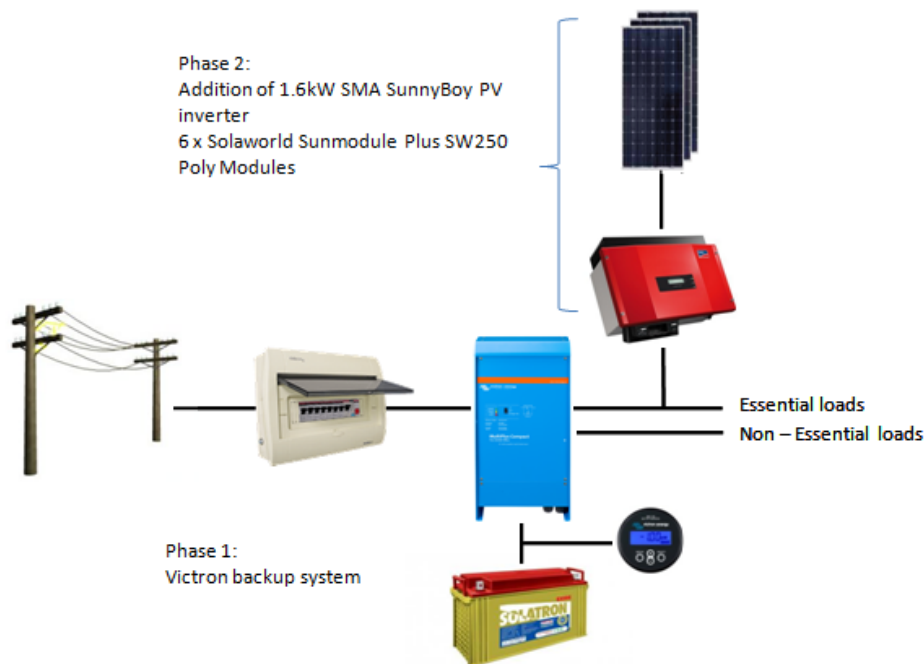 Phase 2:
Addition of 1.6kW SMA SunnyBoy PV
inverter
6 x Solaworld Sunmodule Plus SW250
Poly Modules
Essential loads
Non – Essential loads
Phase 1:
Victron backup system
SOLATRON